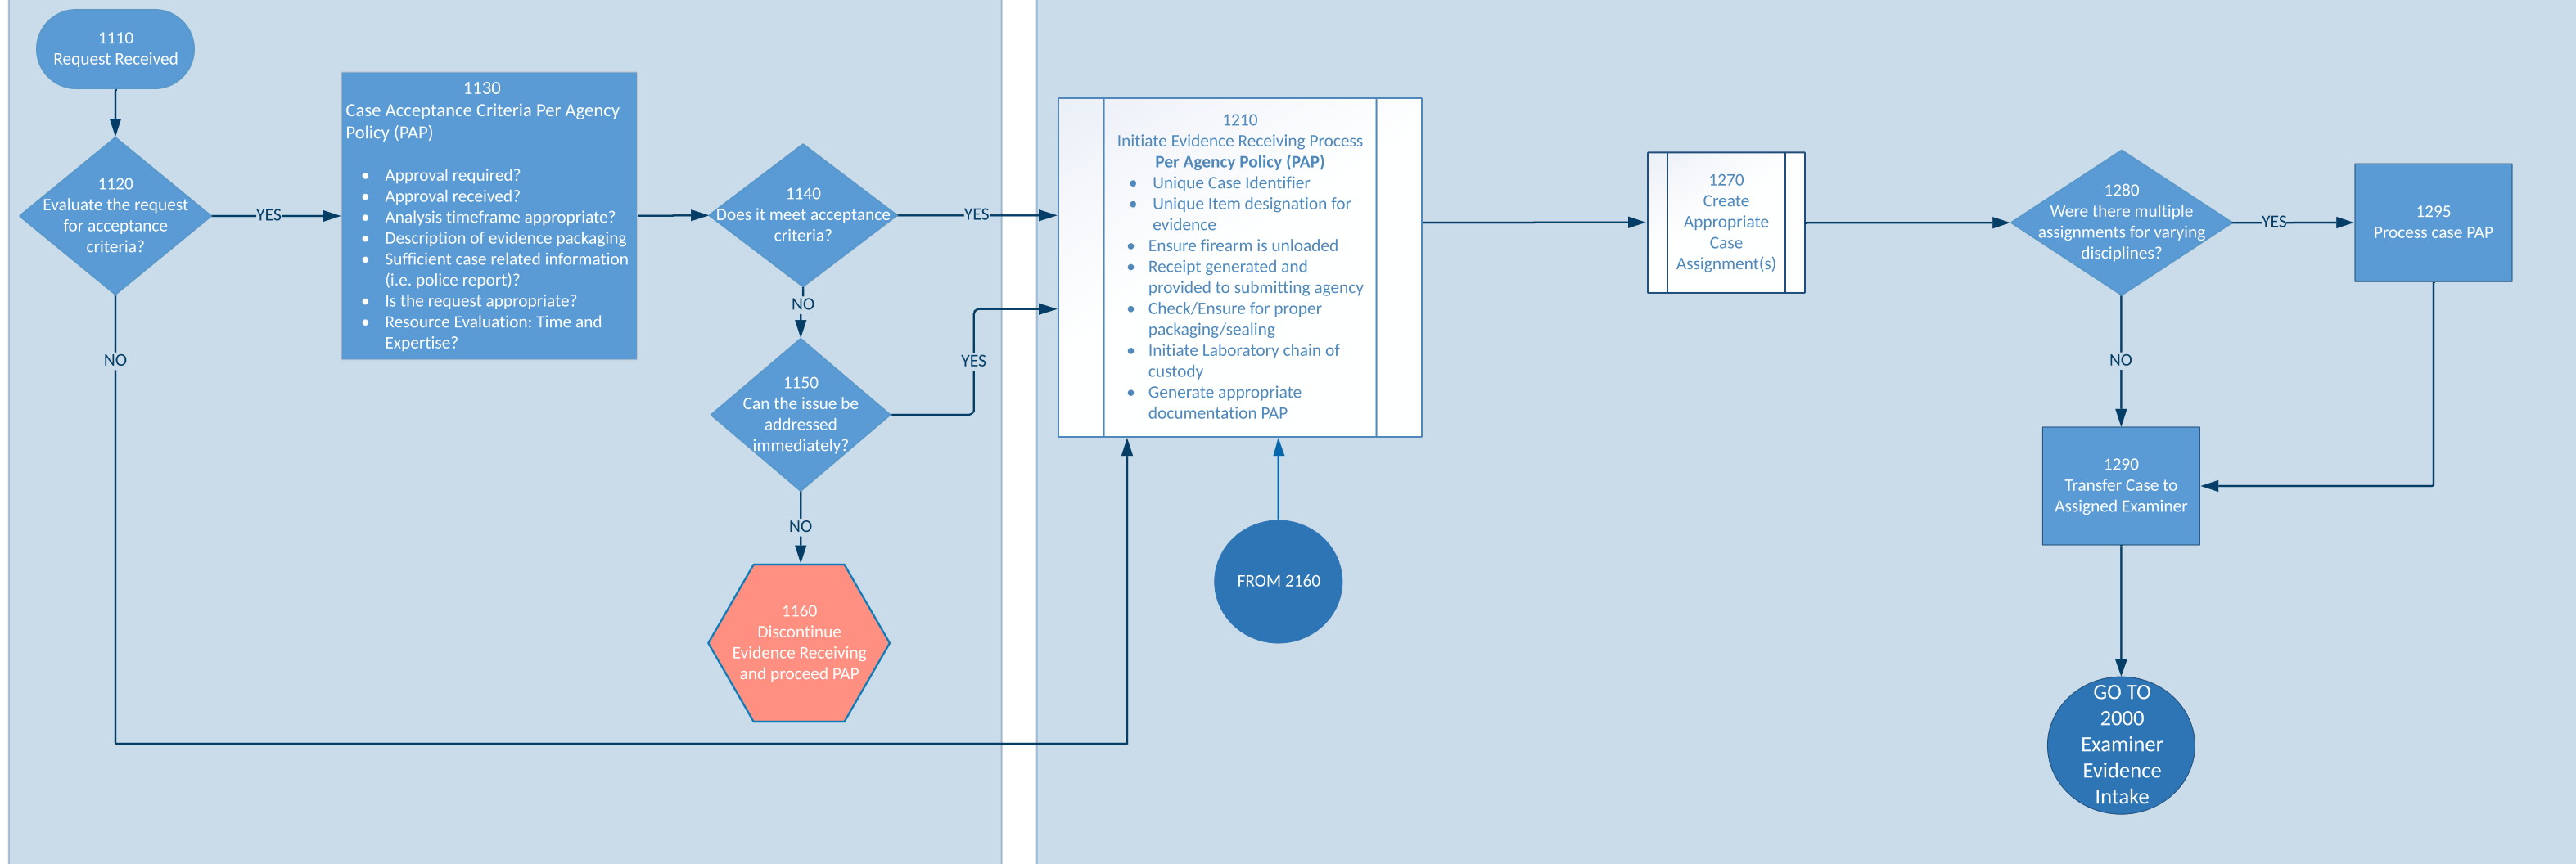 1110
Request Received
1120
Evaluate the request
for acceptance
criteria?
YES
NO
1130
Case Acceptance Criteria Per Agency
Policy (PAP)
• Approval required?
• Approval received?
• Analysis timeframe appropriate?
• Description of evidence packaging
• Sufficient case related information
(i.e. police report)?
• Is the request appropriate?
• Resource Evaluation: Time and
Expertise?
1140
Does it meet acceptance
criteria?
YES
NO
1150
Can the issue be
addressed
immediately?
YES
NO
1160
Discontinue
Evidence Receiving
and proceed PAP
1210
Initiate Evidence Receiving Process
Per Agency Policy (PAP)
• Unique Case Identifier
• Unique Item designation for
evidence
• Ensure firearm is unloaded
• Receipt generated and
provided to submitting agency
• Check/Ensure for proper
packaging/sealing
• Initiate Laboratory chain of
custody
• Generate appropriate
documentation PAP
FROM 2160
1270
Create
Appropriate
Case
Assignment(s)
1280
Were there multiple
assignments for varying
disciplines?
YES
NO
1295
Process case PAP
1290
Transfer Case to
Assigned Examiner
GO TO
2000
Examiner
Evidence
Intake